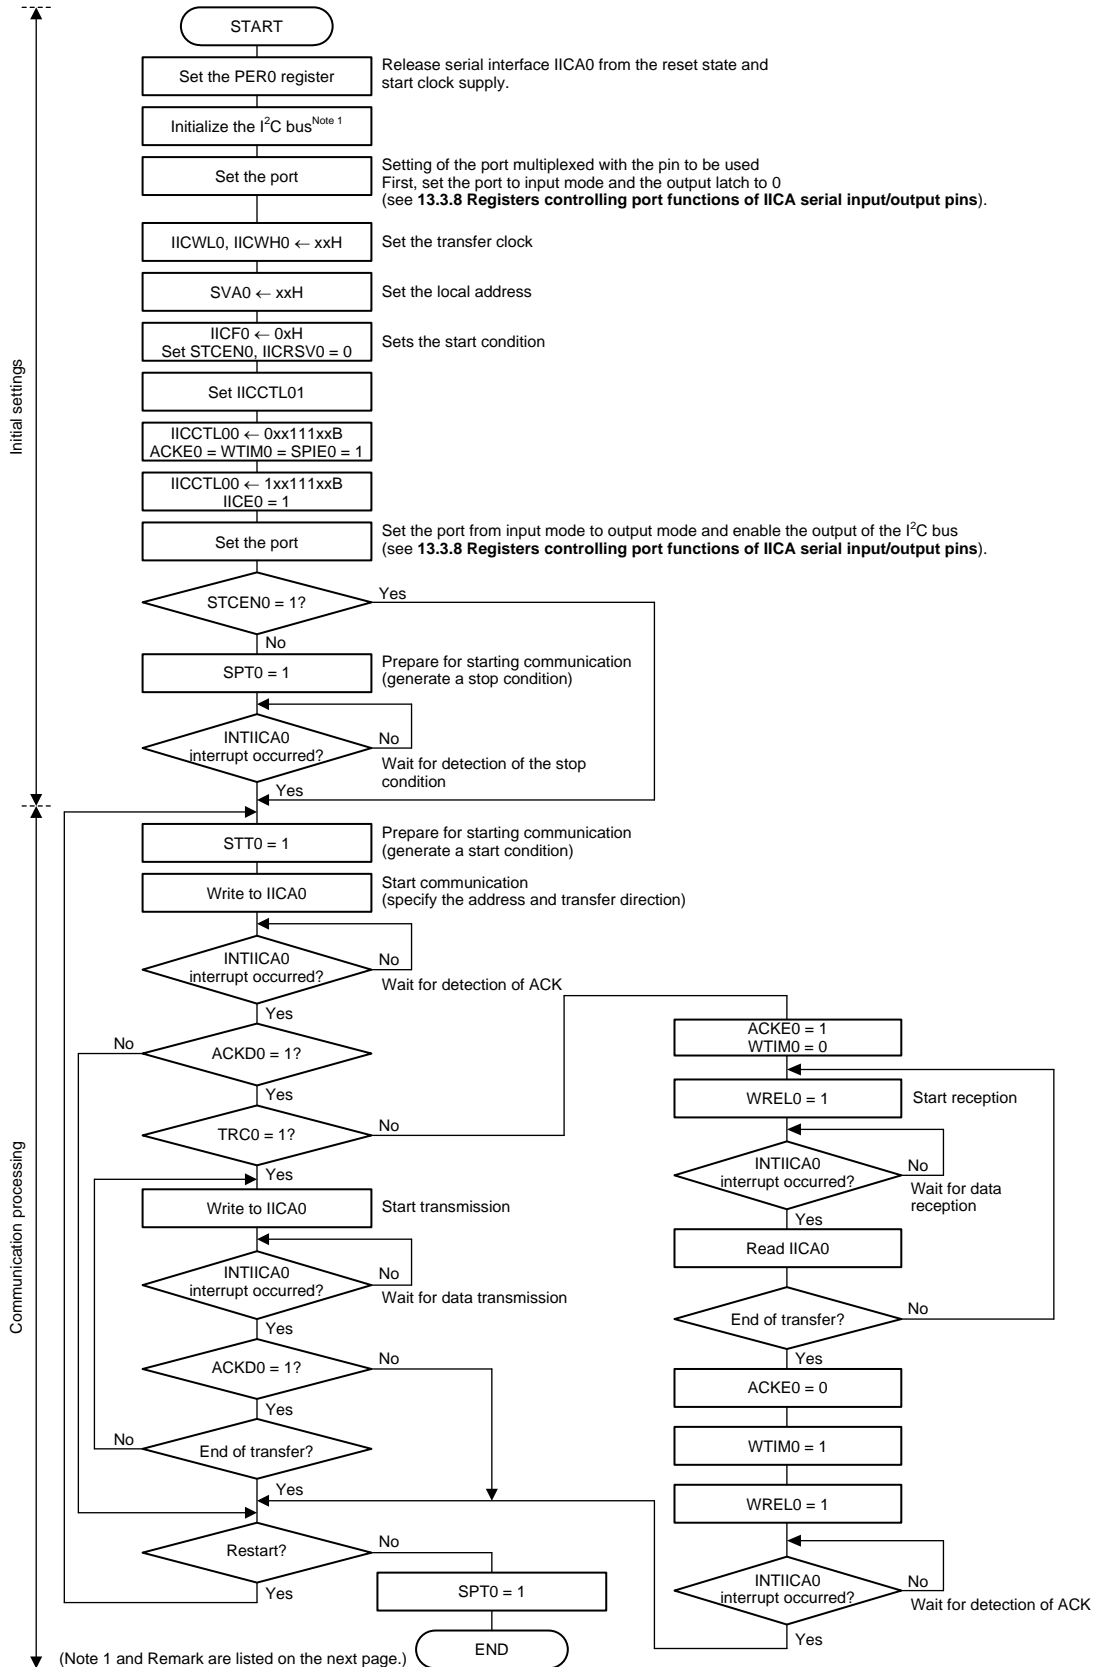 START
Set the PER0 register
Release serial interface IICA0 from the reset state and
start clock supply.
Initialize the I²C bus^Note 1
Set the port
Setting of the port multiplexed with the pin to be used
First, set the port to input mode and the output latch to 0
(see 13.3.8 Registers controlling port functions of IICA serial input/output pins).
IICWL0, IICWH0 ← xxH
Set the transfer clock
SVA0 ← xxH
Set the local address
IICF0 ← 0xH
Set STCEN0, IICRSV0 = 0
Sets the start condition
Set IICCTL01
IICCTL00 ← 0xx111xxB
ACKE0 = WTIM0 = SPIE0 = 1
IICCTL00 ← 1xx111xxB
IICE0 = 1
Set the port
Set the port from input mode to output mode and enable the output of the I²C bus
(see 13.3.8 Registers controlling port functions of IICA serial input/output pins).
STCEN0 = 1?
Yes
No
SPT0 = 1
Prepare for starting communication
(generate a stop condition)
INTIICA0
interrupt occurred?
No
Wait for detection of the stop
condition
Yes
Initial settings
STT0 = 1
Prepare for starting communication
(generate a start condition)
Write to IICA0
Start communication
(specify the address and transfer direction)
INTIICA0
interrupt occurred?
No
Wait for detection of ACK
Yes
ACKD0 = 1?
No
Yes
TRC0 = 1?
No
Yes
Write to IICA0
Start transmission
INTIICA0
interrupt occurred?
No
Wait for data transmission
Yes
ACKD0 = 1?
No
Yes
End of transfer?
No
Yes
Restart?
No
Yes
SPT0 = 1
END
ACKE0 = 1
WTIM0 = 0
WREL0 = 1
Start reception
INTIICA0
interrupt occurred?
No
Wait for data
reception
Yes
Read IICA0
End of transfer?
No
Yes
ACKE0 = 0
WTIM0 = 1
WREL0 = 1
INTIICA0
interrupt occurred?
No
Wait for detection of ACK
Yes
Communication processing
(Note 1 and Remark are listed on the next page.)